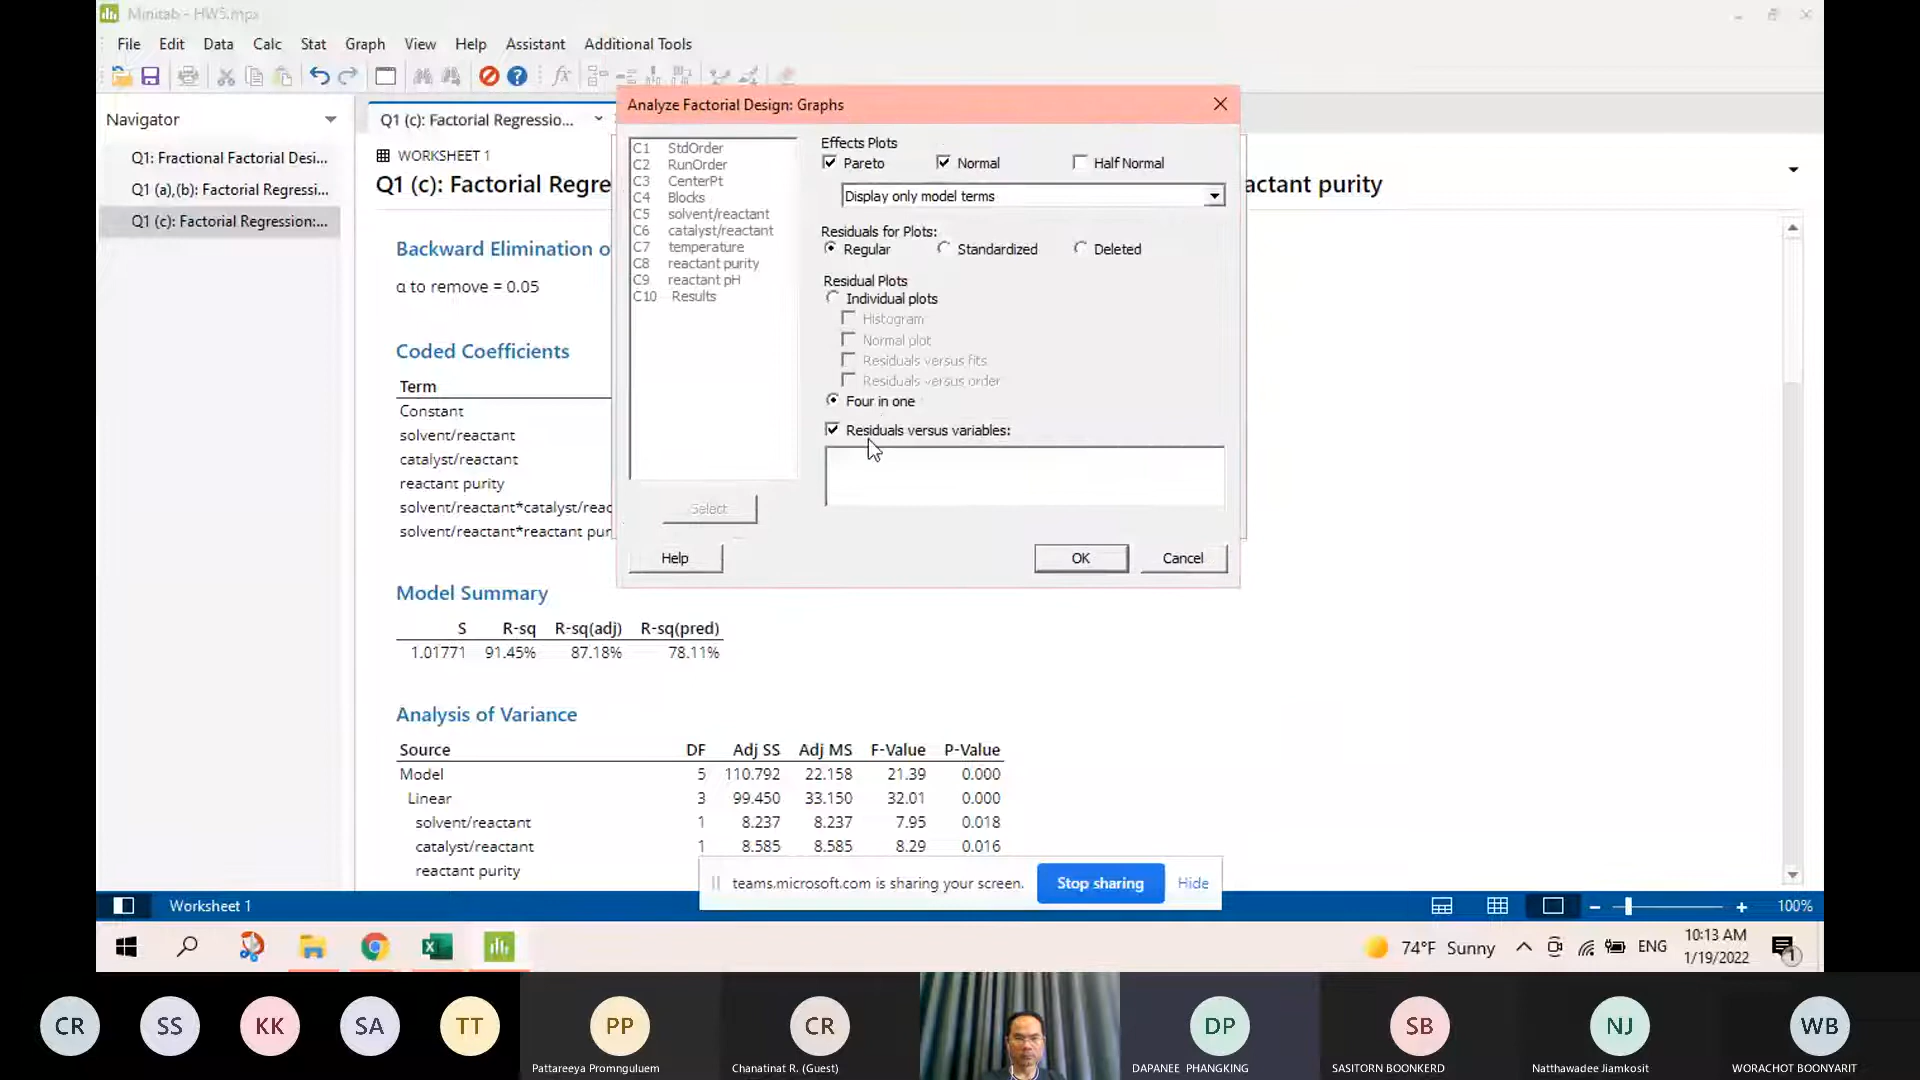 Minitab - HW5.mpx
File Edit Data Calc Stat Graph View Help Assistant Additional Tools
Navigator
Q1: Fractional Factorial Desi...
Q1 (a),(b): Factorial Regressi...
Q1 (c): Factorial Regression:...
Q1 (c): Factorial Regressio...
WORKSHEET 1
Q1 (c): Factorial Regre
actant purity
Backward Elimination o
α to remove = 0.05
Coded Coefficients
Term
Constant
solvent/reactant
catalyst/reactant
reactant purity
solvent/reactant*catalyst/reac
solvent/reactant*reactant pur
Model Summary
S R-sq R-sq(adj) R-sq(pred)
1.01771 91.45% 87.18% 78.11%
Analysis of Variance
Source DF Adj SS Adj MS F-Value P-Value
Model 5 110.792 22.158 21.39 0.000
Linear 3 99.450 33.150 32.01 0.000
solvent/reactant 1 8.237 8.237 7.95 0.018
catalyst/reactant 1 8.585 8.585 8.29 0.016
reactant purity
Analyze Factorial Design: Graphs
C1 StdOrder
C2 RunOrder
C3 CenterPt
C4 Blocks
C5 solvent/reactant
C6 catalyst/reactant
C7 temperature
C8 reactant purity
C9 reactant pH
C10 Results
Select
Help
Effects Plots
Pareto Normal Half Normal
Display only model terms
Residuals for Plots:
Regular Standardized Deleted
Residual Plots
Individual plots
Histogram
Normal plot
Residuals versus fits
Residuals versus order
Four in one
Residuals versus variables:
OK Cancel
teams.microsoft.com is sharing your screen. Stop sharing Hide
Worksheet 1
100%
74°F Sunny
ENG
10:13 AM
1/19/2022
1
CR SS KK SA TT PP CR DP SB NJ WB
Pattareeya Promnguluem
Chanatinat R. (Guest)
DAPANEE PHANGKING
SASITORN BOONKERD
Natthawadee Jiamkosit
WORACHOT BOONYARIT